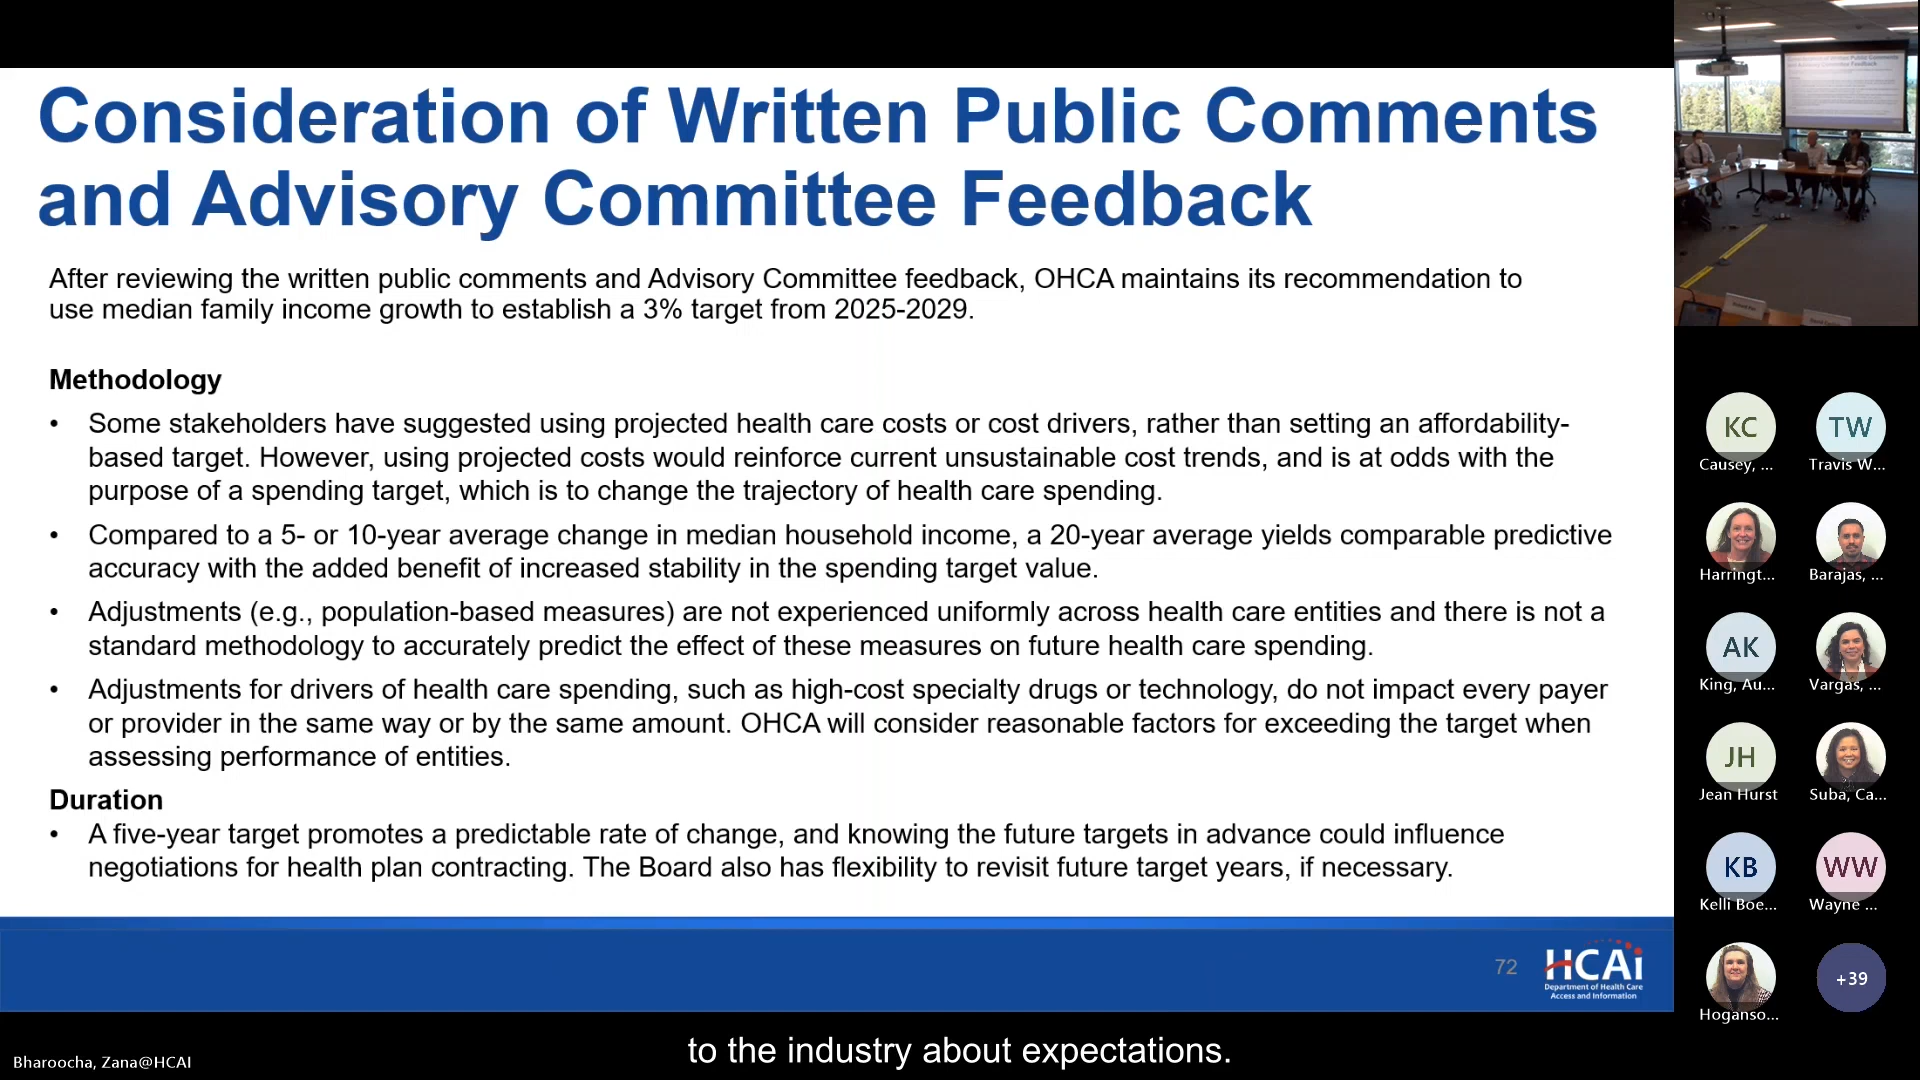 Consideration of Written Public Comments
and Advisory Committee Feedback
After reviewing the written public comments and Advisory Committee feedback, OHCA maintains its recommendation to
use median family income growth to establish a 3% target from 2025-2029.
Methodology
• Some stakeholders have suggested using projected health care costs or cost drivers, rather than setting an affordability-
based target. However, using projected costs would reinforce current unsustainable cost trends, and is at odds with the
purpose of a spending target, which is to change the trajectory of health care spending.
• Compared to a 5- or 10-year average change in median household income, a 20-year average yields comparable predictive
accuracy with the added benefit of increased stability in the spending target value.
• Adjustments (e.g., population-based measures) are not experienced uniformly across health care entities and there is not a
standard methodology to accurately predict the effect of these measures on future health care spending.
• Adjustments for drivers of health care spending, such as high-cost specialty drugs or technology, do not impact every payer
or provider in the same way or by the same amount. OHCA will consider reasonable factors for exceeding the target when
assessing performance of entities.
Duration
• A five-year target promotes a predictable rate of change, and knowing the future targets in advance could influence
negotiations for health plan contracting. The Board also has flexibility to revisit future target years, if necessary.
72
HCAi
Department of Health Care
Access and Information
KC
Causey, ...
TW
Travis W...
Harringt...
Barajas, ...
AK
King, Au...
Vargas, ...
JH
Jean Hurst
Suba, Ca...
KB
Kelli Boe...
WW
Wayne ...
Hoganso...
+39
to the industry about expectations.
Bharoocha, Zana@HCAI